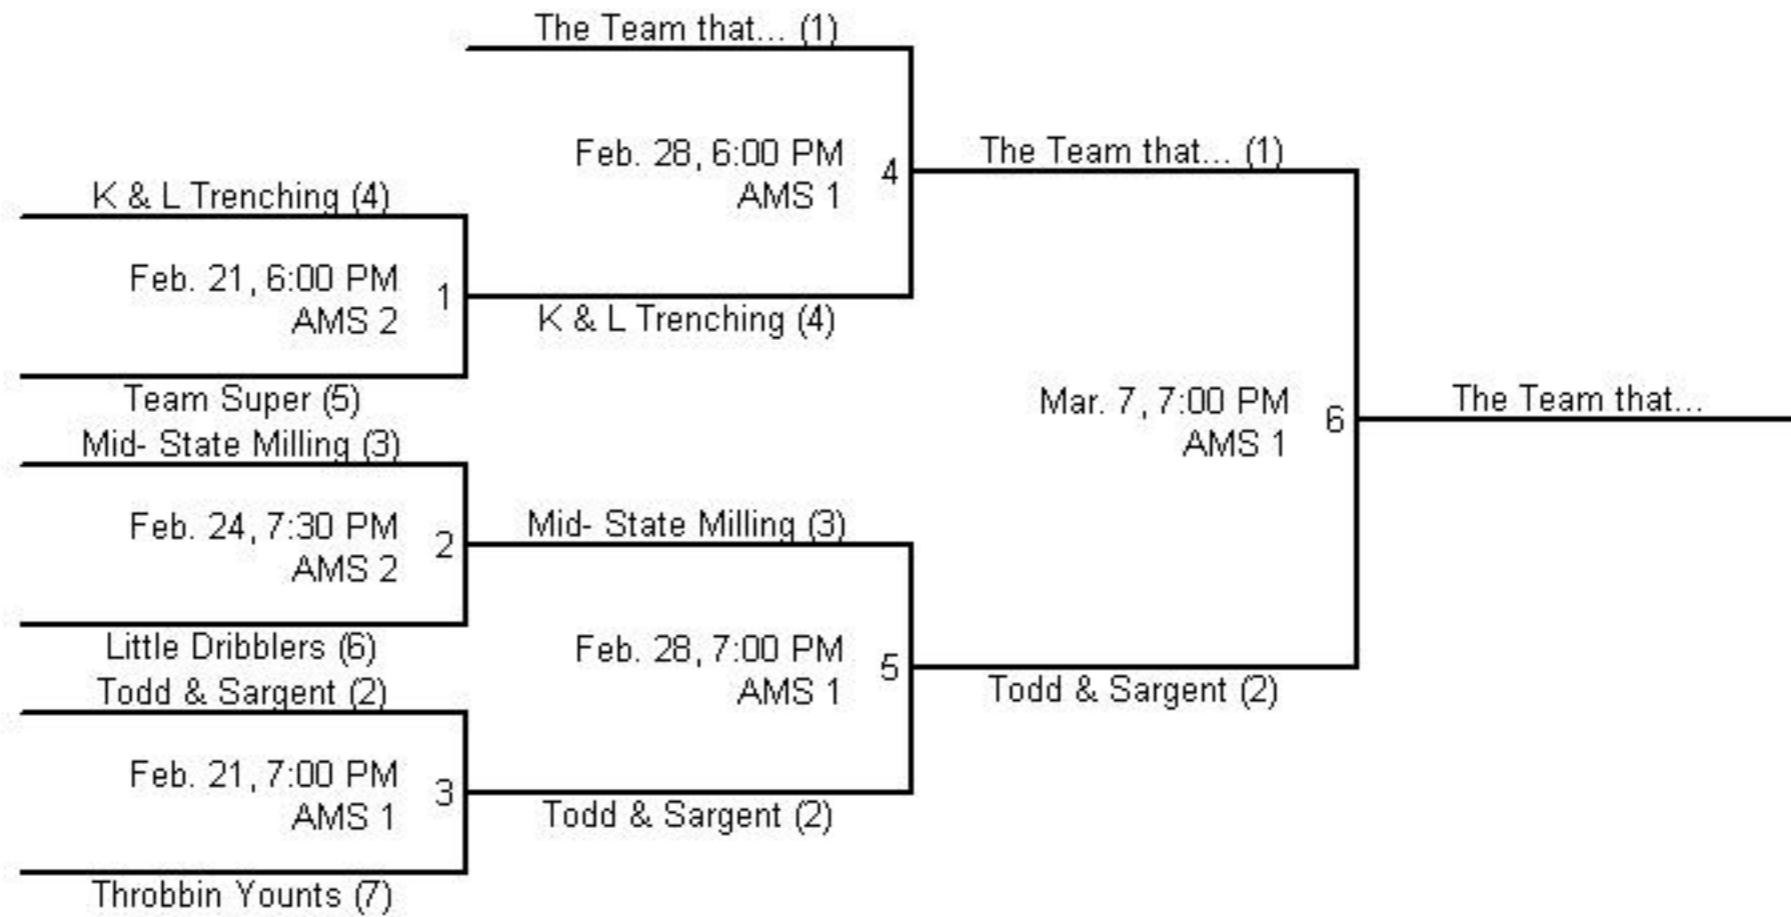 The Team that... (1)
Feb. 28, 6:00 PM
AMS 1
4
The Team that... (1)
K & L Trenching (4)
Feb. 21, 6:00 PM
AMS 2
1
K & L Trenching (4)
Team Super (5)
Mar. 7, 7:00 PM
AMS 1
6
The Team that...
Mid- State Milling (3)
Feb. 24, 7:30 PM
AMS 2
2
Mid- State Milling (3)
Little Dribblers (6)
Feb. 28, 7:00 PM
AMS 1
5
Todd & Sargent (2)
Todd & Sargent (2)
Feb. 21, 7:00 PM
AMS 1
3
Todd & Sargent (2)
Throbbin Younts (7)